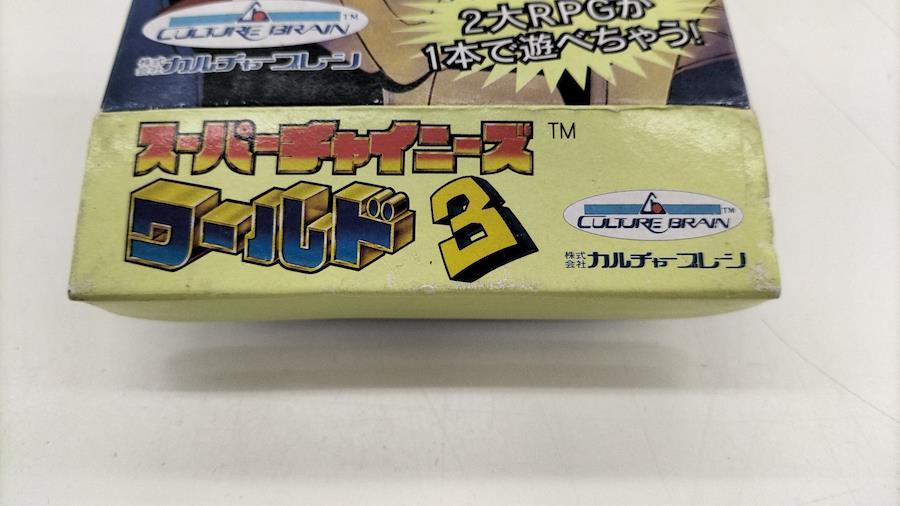 CULTURE BRAIN TM
株式会社 カルチャーブレーン
2大RPGが
1本で遊べちゃう!
スーパーチャイニーズ TM
ワールド3
CULTURE BRAIN TM
株式会社 カルチャーブレーン